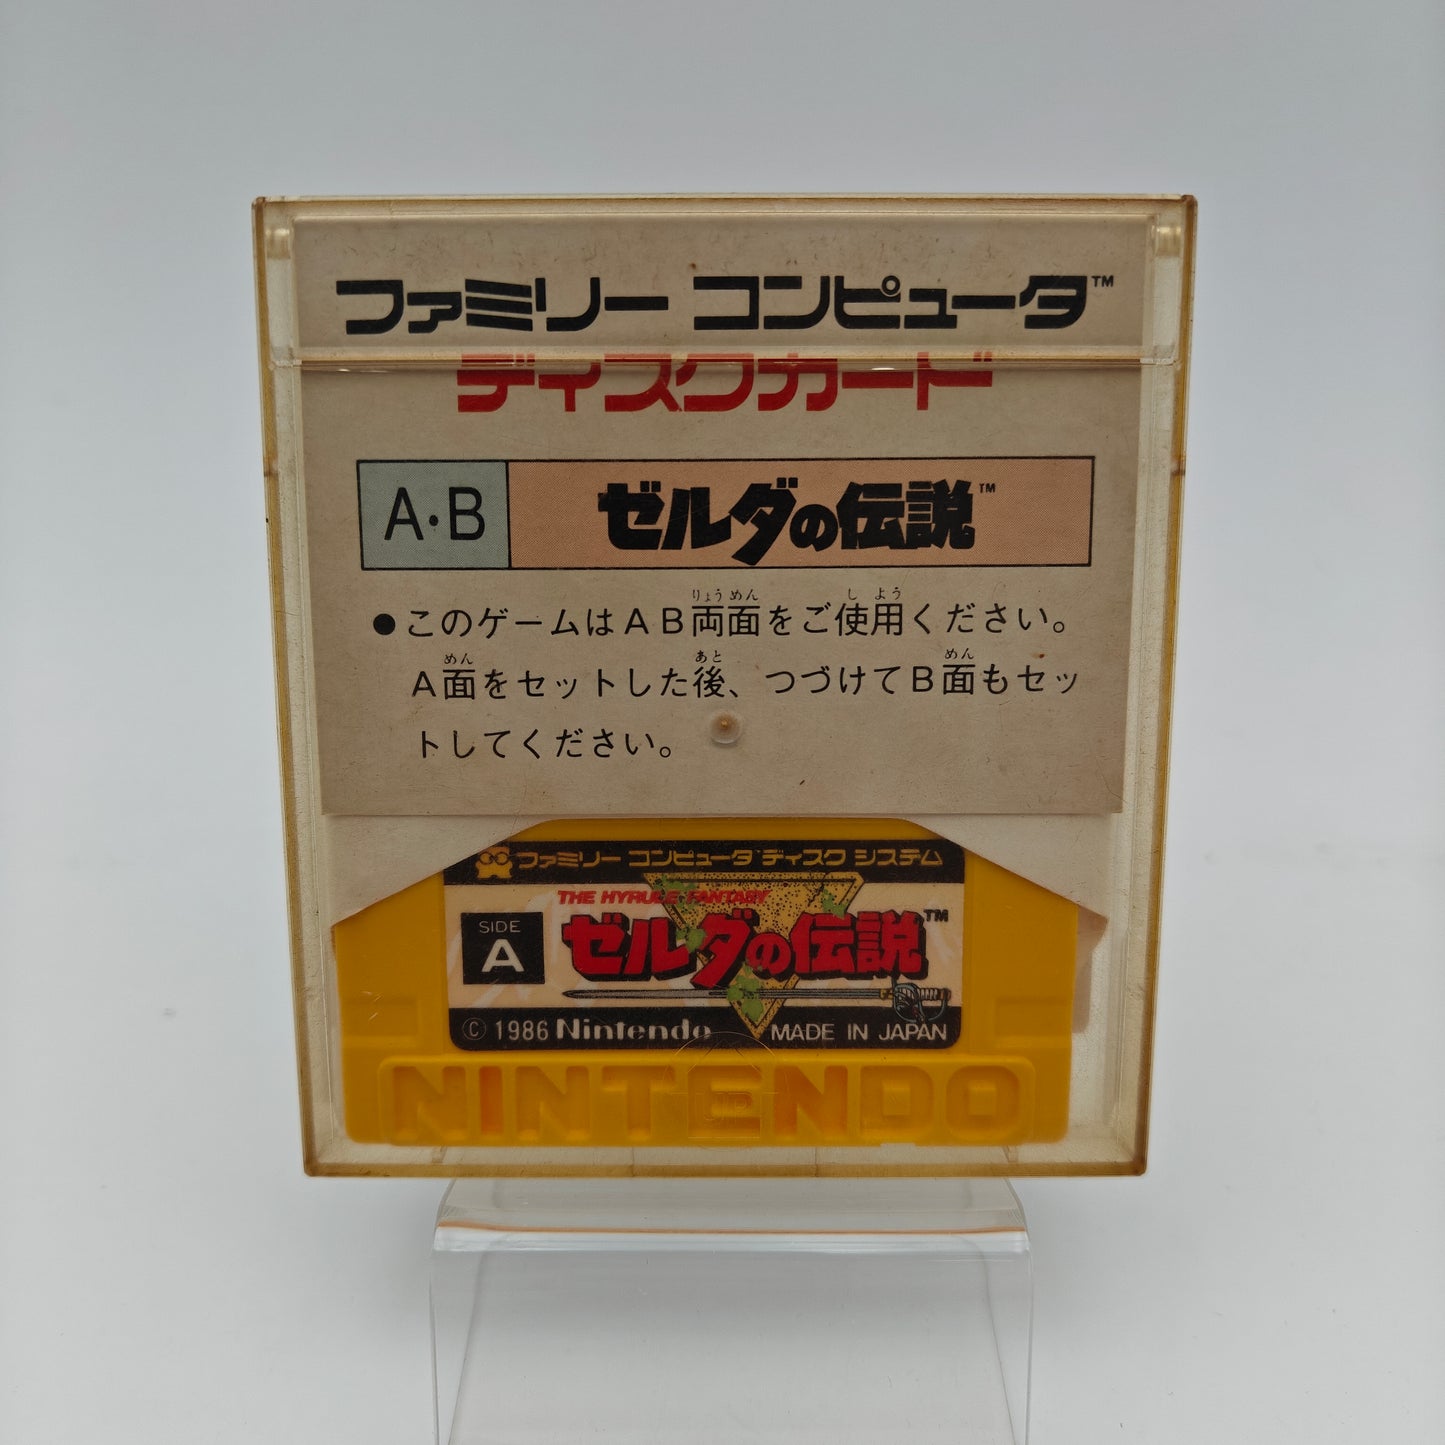 ファミリー コンピュータ™
ディスクカード
A・B
ゼルダの伝説™
りょうめん し よう
●このゲームはAB両面をご使用ください。
めん あと めん
A面をセットした後、つづけてB面もセッ
トしてください。
ファミリー コンピュータ ディスク システム
THE HYRULE FANTASY
SIDE
A
ゼルダの伝説™
© 1986 Nintendo MADE IN JAPAN
NINTENDO